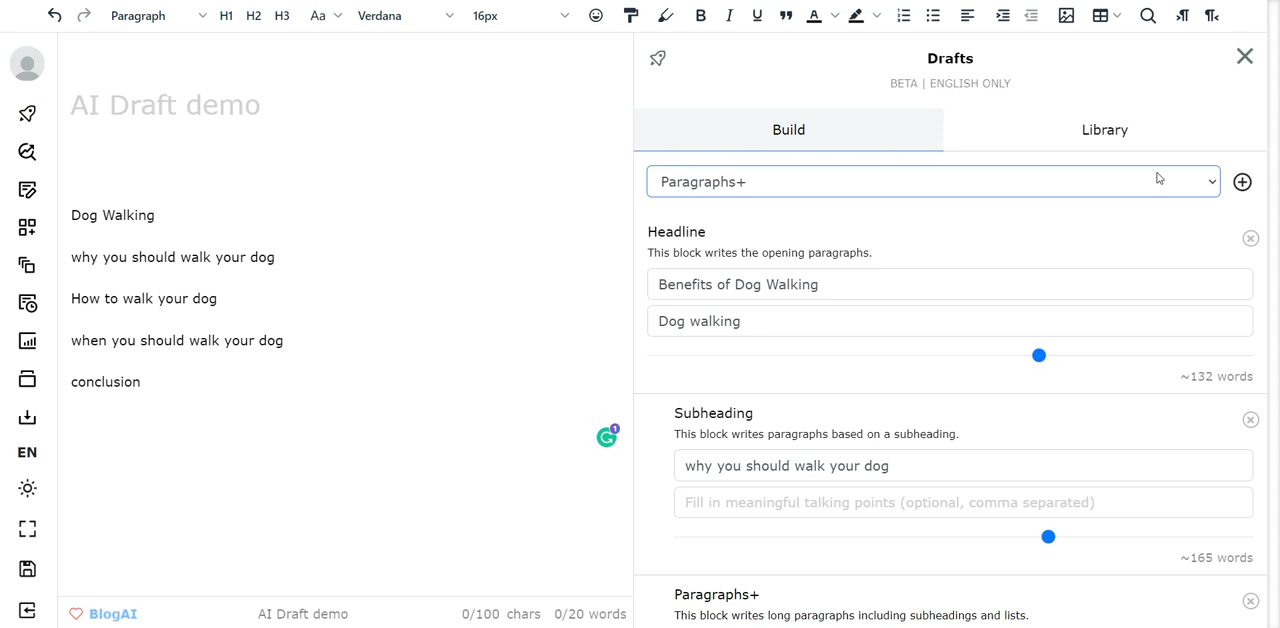 Paragraph H1 H2 H3 Aa Verdana 16px B I U A
Drafts
BETA | ENGLISH ONLY
Build Library
Paragraphs+
Headline
This block writes the opening paragraphs.
Benefits of Dog Walking
Dog walking
~132 words
Subheading
This block writes paragraphs based on a subheading.
why you should walk your dog
Fill in meaningful talking points (optional, comma separated)
~165 words
Paragraphs+
This block writes long paragraphs including subheadings and lists.
AI Draft demo
Dog Walking
why you should walk your dog
How to walk your dog
when you should walk your dog
conclusion
G 1
EN
BlogAI AI Draft demo 0/100 chars 0/20 words